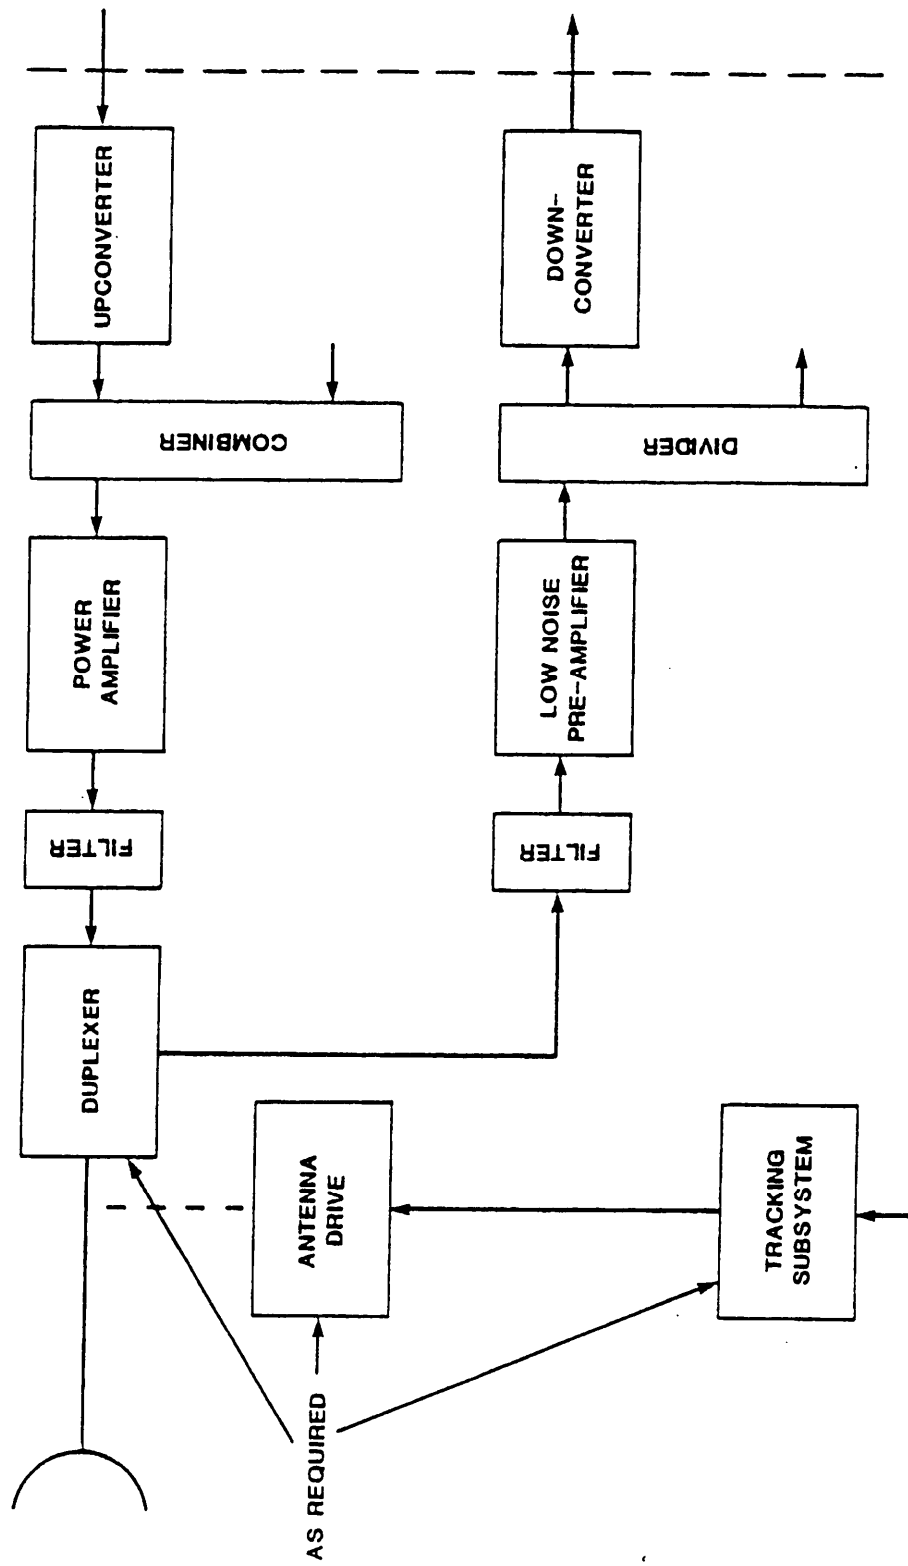 DUPLEXER
FILTER
POWER
AMPLIFIER
COMBINER
UPCONVERTER
ANTENNA
DRIVE
AS REQUIRED
TRACKING
SUBSYSTEM
FILTER
LOW NOISE
PRE-AMPLIFIER
DIVIDER
DOWN-
CONVERTER